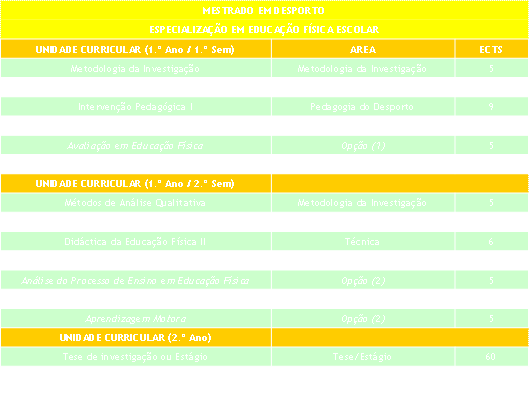 MESTRADO EM DESPORTO
ESPECIALIZAÇÃO EM EDUCAÇÃO FÍSICA ESCOLAR
UNIDADE CURRICULAR (1.º Ano / 1.º Sem) AREA ECTS
Metodologia da Investigação Metodologia da Investigação 5
Intervenção Pedagógica I Pedagogia do Desporto 9
Avaliação em Educação Física Opção (1) 5
UNIDADE CURRICULAR (1.º Ano / 2.º Sem)
Métodos de Análise Qualitativa Metodologia da Investigação 5
Didáctica da Educação Física II Técnica 6
Análise do Processo de Ensino em Educação Física Opção (2) 5
Aprendizagem Motora Opção (2) 5
UNIDADE CURRICULAR (2.º Ano)
Tese de Investigação ou Estágio Tese/Estágio 60